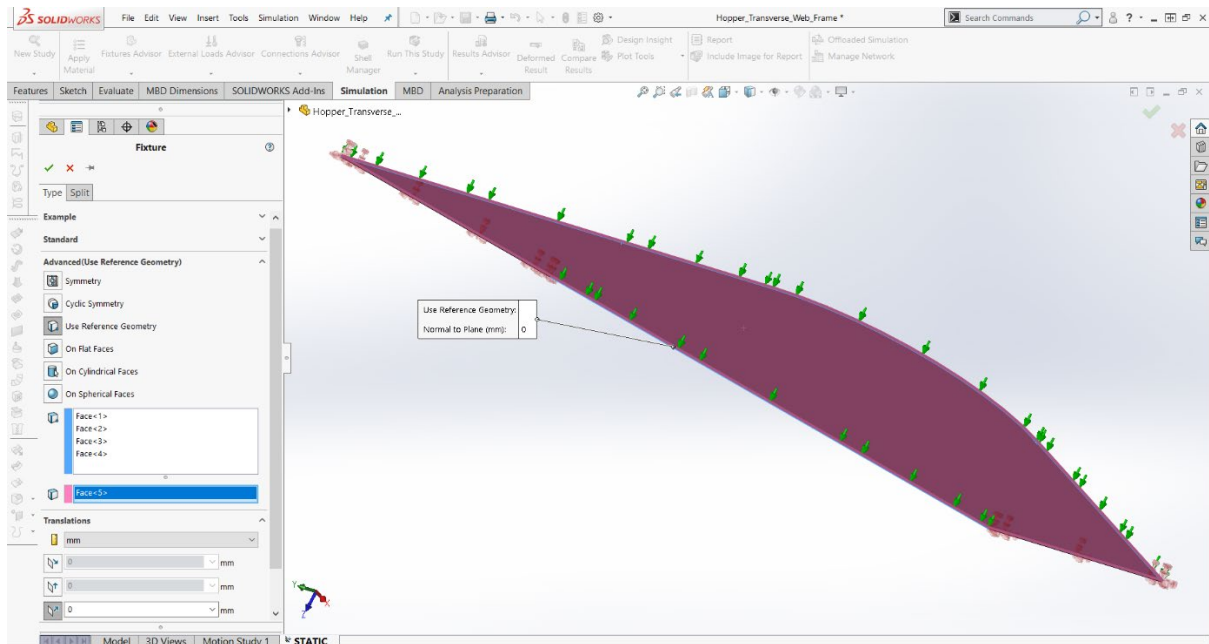 SOLIDWORKS File Edit View Insert Tools Simulation Window Help Hopper_Transverse_Web_Frame * Search Commands ?
New Study Apply Material Fixtures Advisor External Loads Advisor Connections Advisor Shell Manager Run This Study Results Advisor Deformed Result Compare Results Design Insight Plot Tools Report Include Image for Report Offloaded Simulation Manage Network
Features Sketch Evaluate MBD Dimensions SOLIDWORKS Add-Ins Simulation MBD Analysis Preparation
Hopper_Transverse_...
Fixture
Type Split
Example
Standard
Advanced(Use Reference Geometry)
Symmetry
Cyclic Symmetry
Use Reference Geometry
On Flat Faces
On Cylindrical Faces
On Spherical Faces
Face<1>
Face<2>
Face<3>
Face<4>
Face<5>
Translations
mm
0 mm
0 mm
0 mm
Use Reference Geometry:
Normal to Plane (mm): 0
Y
X
Z
Model 3D Views Motion Study 1 STATIC